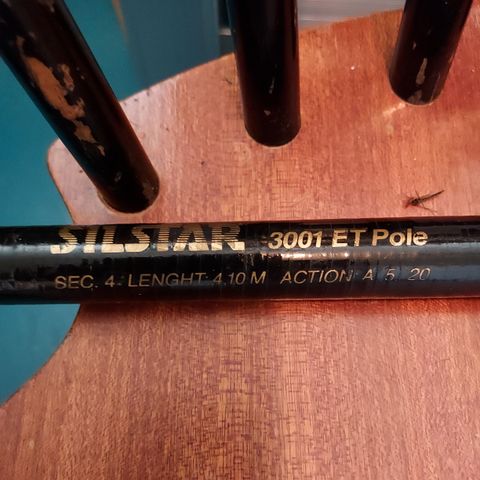 SILSTAR 3001 ET Pole
SEC. 4 LENGHT 4,10 M ACTION A 5 20